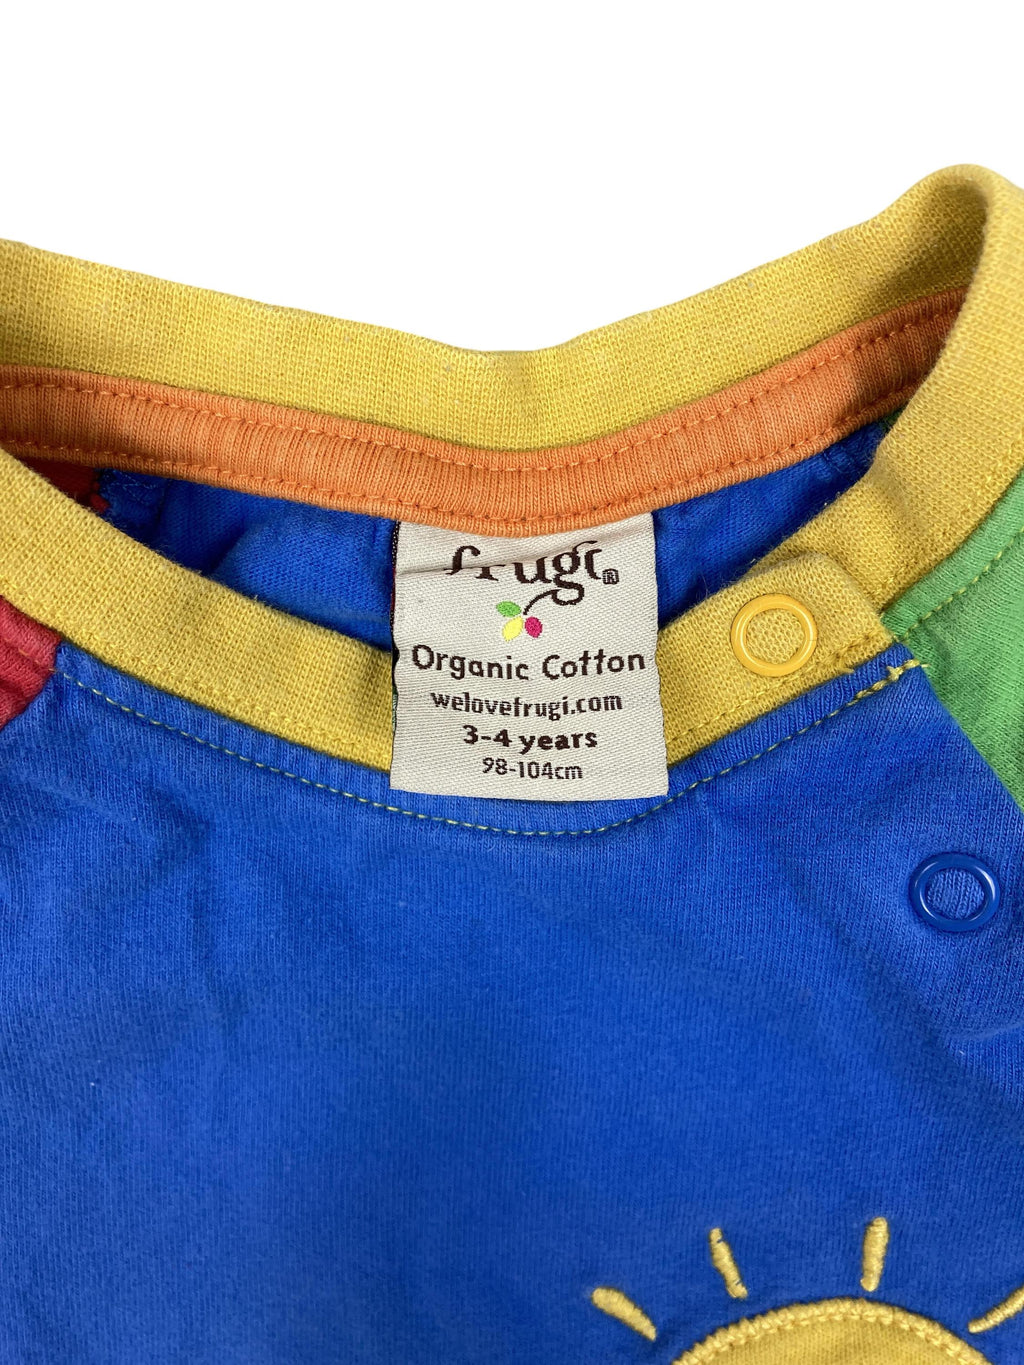 frugi®
Organic Cotton
welovefrugi.com
3-4 years
98-104cm